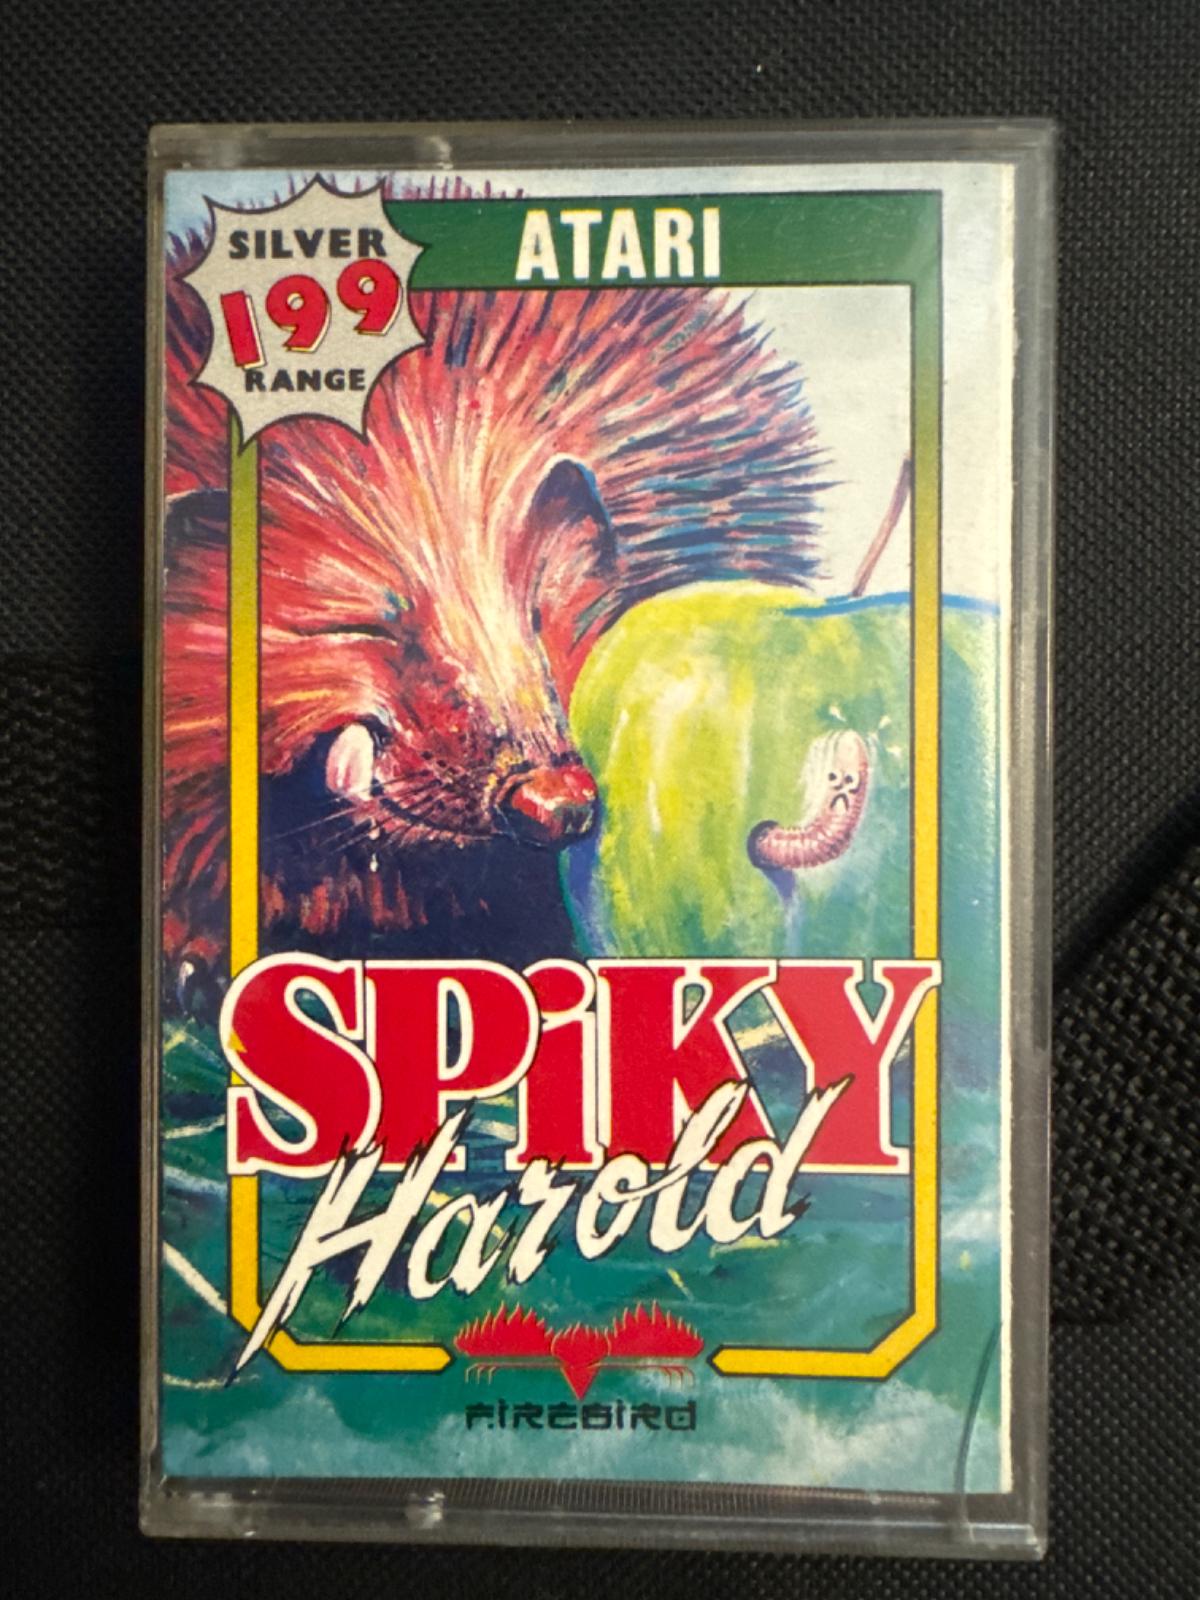 SILVER
199
RANGE
ATARI
SPiKY
Harold
FIREBIRD